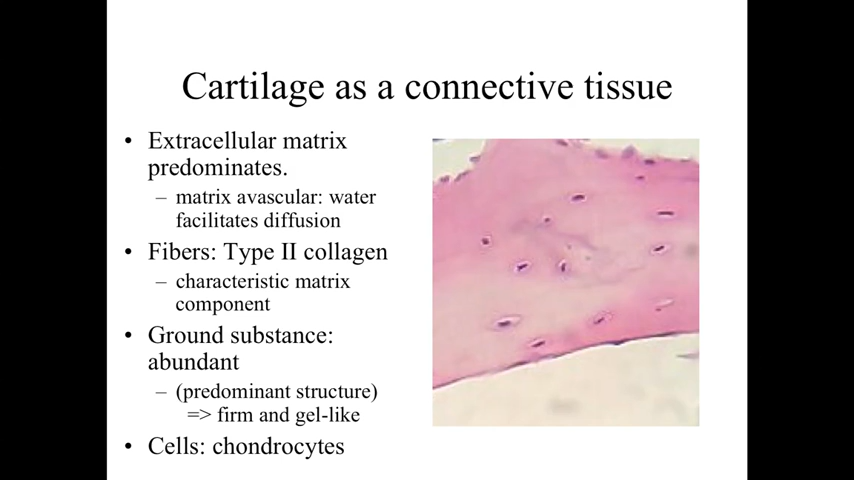 Cartilage as a connective tissue
• Extracellular matrix
predominates.
– matrix avascular: water
facilitates diffusion
• Fibers: Type II collagen
– characteristic matrix
component
• Ground substance:
abundant
– (predominant structure)
=> firm and gel-like
• Cells: chondrocytes